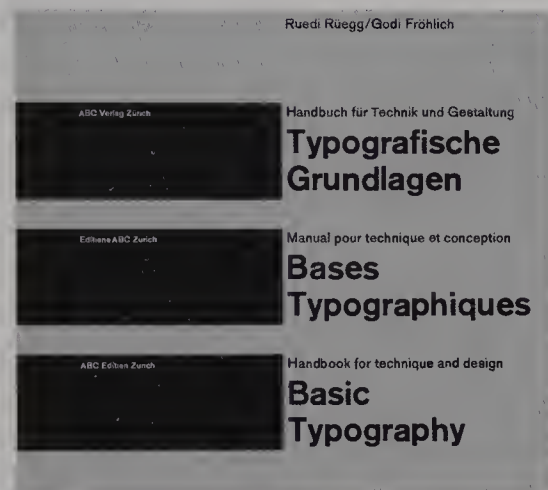 Ruedi Rüegg/Godi Fröhlich
ABC Verlag Zürich
Handbuch für Technik und Gestaltung
Typografische
Grundlagen
Editions ABC Zurich
Manual pour technique et conception
Bases
Typographiques
ABC Edition Zurich
Handbook for technique and design
Basic
Typography